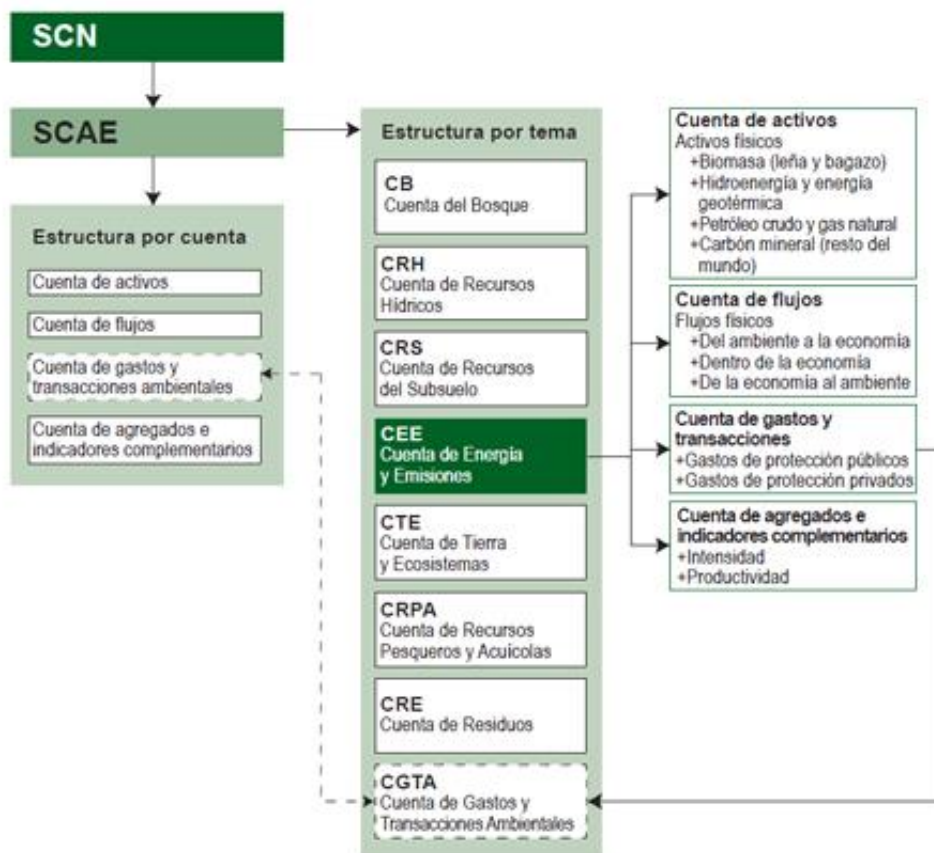 SCN
SCAE
Estructura por cuenta
Cuenta de activos
Cuenta de flujos
Cuenta de gastos y
transacciones ambientales
Cuenta de agregados e
indicadores complementarios
Estructura por tema
CB
Cuenta del Bosque
CRH
Cuenta de Recursos
Hídricos
CRS
Cuenta de Recursos
del Subsuelo
CEE
Cuenta de Energía
y Emisiones
CTE
Cuenta de Tierra
y Ecosistemas
CRPA
Cuenta de Recursos
Pesqueros y Acuícolas
CRE
Cuenta de Residuos
CGTA
Cuenta de Gastos y
Transacciones Ambientales
Cuenta de activos
Activos físicos
+Biomasa (leña y bagazo)
+Hidroenergía y energía
geotérmica
+Petróleo crudo y gas natural
+Carbón mineral (resto del
mundo)
Cuenta de flujos
Flujos físicos
+Del ambiente a la economía
+Dentro de la economía
+De la economía al ambiente
Cuenta de gastos y
transacciones
+Gastos de protección públicos
+Gastos de protección privados
Cuenta de agregados e
indicadores complementarios
+Intensidad
+Productividad